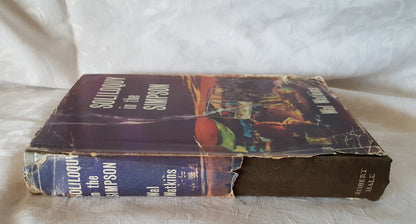 SOLILOQUY
in the
SIMPSON
Mal Watkins
SOLILOQUY
in the
SIMPSON
Mal
Watkins
ROBERT
HALE